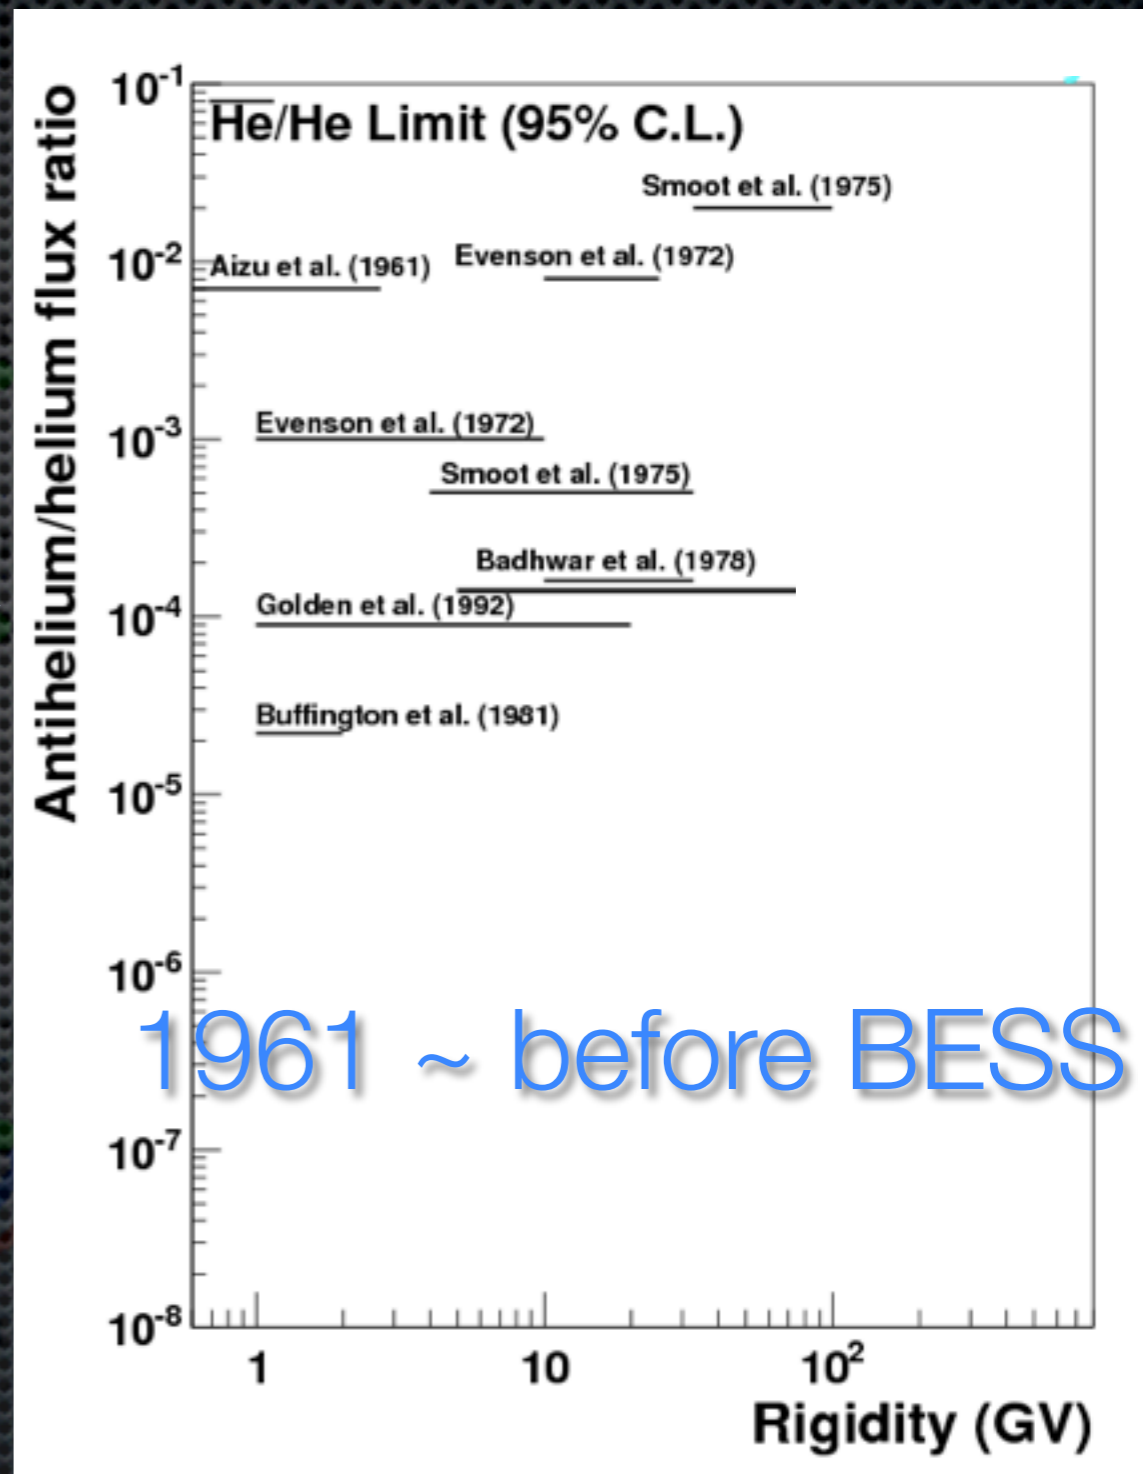 Antihelium/helium flux ratio
10⁻¹
H̅e̅/He Limit (95% C.L.)
Smoot et al. (1975)
10⁻²
Evenson et al. (1972)
Aizu et al. (1961)
10⁻³
Evenson et al. (1972)
Smoot et al. (1975)
Badhwar et al. (1978)
10⁻⁴
Golden et al. (1992)
Buffington et al. (1981)
10⁻⁵
10⁻⁶
1961 ~ before BESS
10⁻⁷
10⁻⁸
1 10 10²
Rigidity (GV)